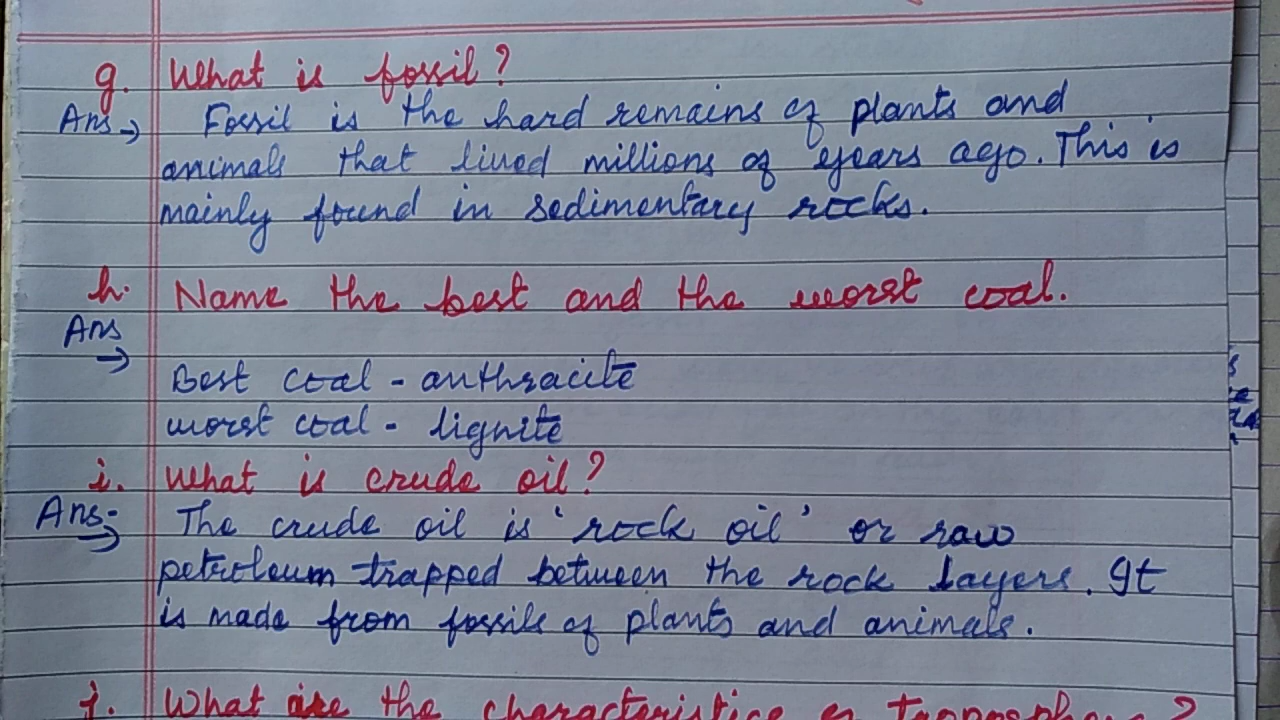 g. What is fossil?
Ans→ Fossil is the hard remains of plants and
animals that lived millions of years ago. This is
mainly found in sedimentary rocks.
h. Name the best and the worst coal.
Ans
→
Best coal - anthracite
worst coal - lignite
i. What is crude oil?
Ans-→ The crude oil is 'rock oil' or raw
petroleum trapped between the rock layers. It
is made from fossils of plants and animals.
j. What are the characteristics of troposphere?